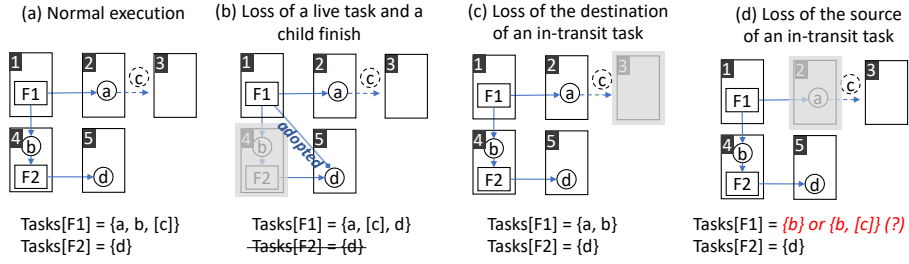 (a) Normal execution
1
2
3
F1
a
c
4
5
b
F2
d
Tasks[F1] = {a, b, [c]}
Tasks[F2] = {d}
(b) Loss of a live task and a
child finish
1
2
3
F1
a
c
adopted
4
5
b
F2
d
Tasks[F1] = {a, [c], d}
Tasks[F2] = {d}
(c) Loss of the destination
of an in-transit task
1
2
3
F1
a
c
4
5
b
F2
d
Tasks[F1] = {a, b}
Tasks[F2] = {d}
(d) Loss of the source
of an in-transit task
1
2
3
F1
a
c
4
5
b
F2
d
Tasks[F1] = {b} or {b, [c]} (?)
Tasks[F2] = {d}